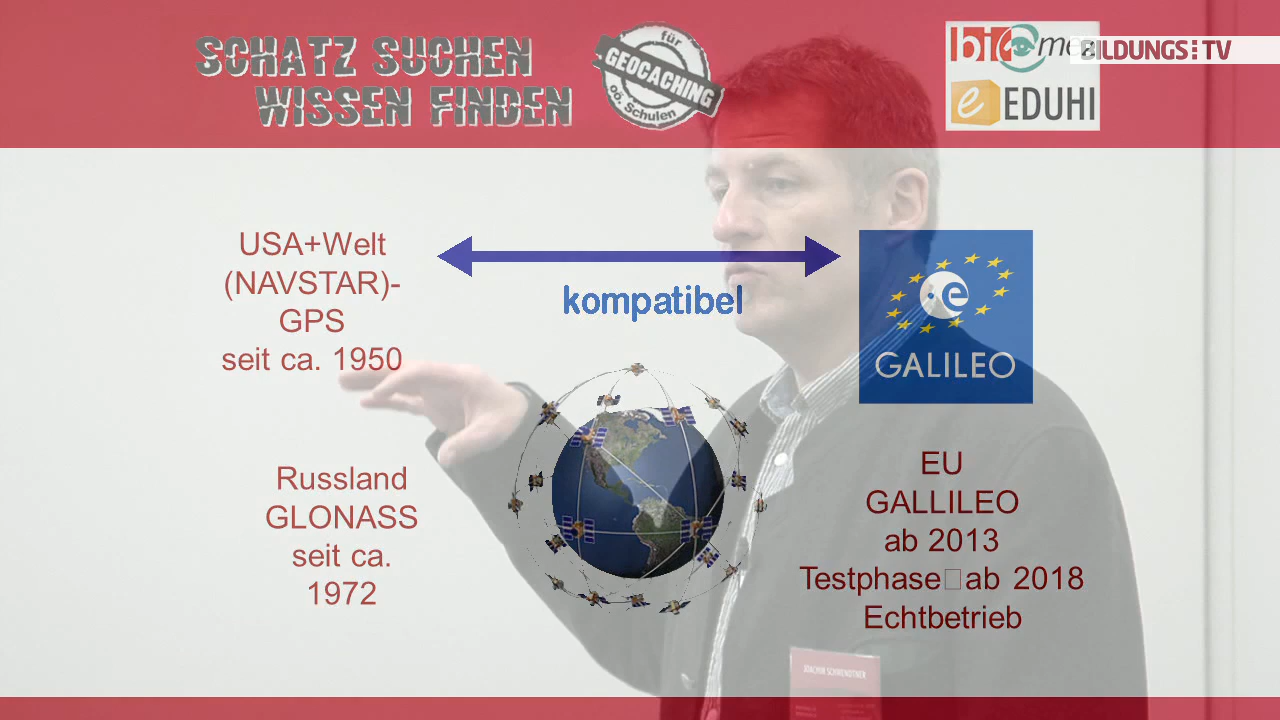 SCHATZ SUCHEN
WISSEN FINDEN
für
GEOCACHING
oö. Schulen
bit
BILDUNGS TV
e EDUHI
USA+Welt
(NAVSTAR)-
GPS
seit ca. 1950
kompatibel
e
GALILEO
Russland
GLONASS
seit ca.
1972
EU
GALLILEO
ab 2013
Testphase□ab 2018
Echtbetrieb